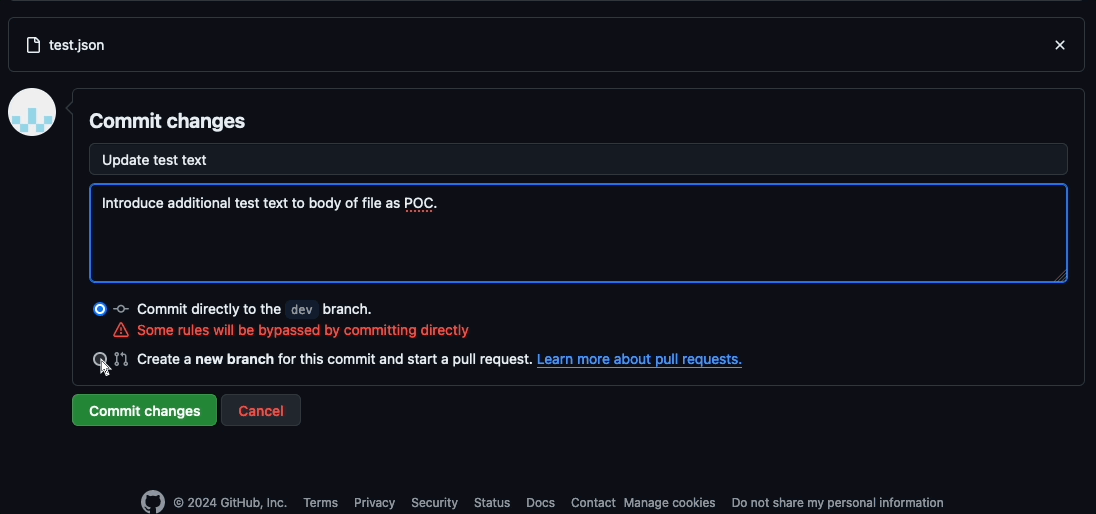 test.json
Commit changes
Update test text
Introduce additional test text to body of file as POC.
Commit directly to the dev branch.
Some rules will be bypassed by committing directly
Create a new branch for this commit and start a pull request. Learn more about pull requests.
Commit changes Cancel
© 2024 GitHub, Inc. Terms Privacy Security Status Docs Contact Manage cookies Do not share my personal information